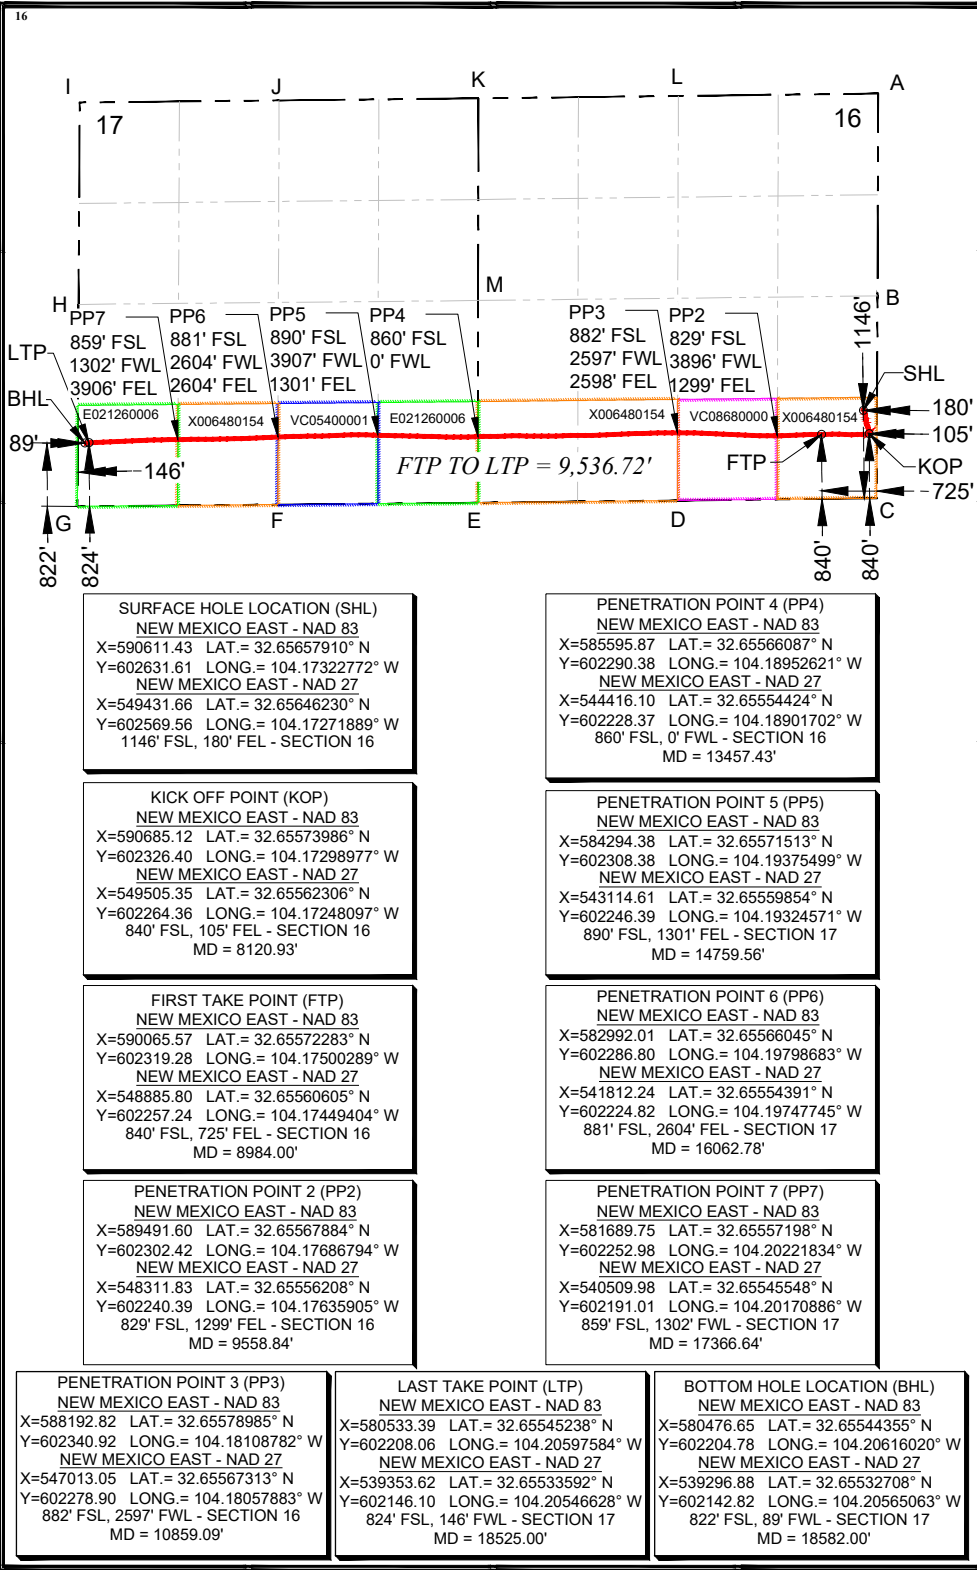 16
I
J
K
L
A
17
16
H
M
B
PP7
859' FSL
1302' FWL
3906' FEL
PP6
881' FSL
2604' FWL
2604' FEL
PP5
890' FSL
3907' FWL
1301' FEL
PP4
860' FSL
0' FWL
PP3
882' FSL
2597' FWL
2598' FEL
PP2
829' FSL
3896' FWL
1299' FEL
1146'
LTP
BHL
SHL
180'
105'
KOP
725'
89'
146'
E021260006
X006480154
VC05400001
E021260006
X006480154
VC08680000
X006480154
FTP TO LTP = 9,536.72'
FTP
G
F
E
D
C
822'
824'
840'
840'
SURFACE HOLE LOCATION (SHL)
NEW MEXICO EAST - NAD 83
X=590611.43 LAT.= 32.65657910° N
Y=602631.61 LONG.= 104.17322772° W
NEW MEXICO EAST - NAD 27
X=549431.66 LAT.= 32.65646230° N
Y=602569.56 LONG.= 104.17271889° W
1146' FSL, 180' FEL - SECTION 16
KICK OFF POINT (KOP)
NEW MEXICO EAST - NAD 83
X=590685.12 LAT.= 32.65573986° N
Y=602326.40 LONG.= 104.17298977° W
NEW MEXICO EAST - NAD 27
X=549505.35 LAT.= 32.65562306° N
Y=602264.36 LONG.= 104.17248097° W
840' FSL, 105' FEL - SECTION 16
MD = 8120.93'
FIRST TAKE POINT (FTP)
NEW MEXICO EAST - NAD 83
X=590065.57 LAT.= 32.65572283° N
Y=602319.28 LONG.= 104.17500289° W
NEW MEXICO EAST - NAD 27
X=548885.80 LAT.= 32.65560605° N
Y=602257.24 LONG.= 104.17449404° W
840' FSL, 725' FEL - SECTION 16
MD = 8984.00'
PENETRATION POINT 2 (PP2)
NEW MEXICO EAST - NAD 83
X=589491.60 LAT.= 32.65567884° N
Y=602302.42 LONG.= 104.17686794° W
NEW MEXICO EAST - NAD 27
X=548311.83 LAT.= 32.65556208° N
Y=602240.39 LONG.= 104.17635905° W
829' FSL, 1299' FEL - SECTION 16
MD = 9558.84'
PENETRATION POINT 4 (PP4)
NEW MEXICO EAST - NAD 83
X=585595.87 LAT.= 32.65566087° N
Y=602290.38 LONG.= 104.18952621° W
NEW MEXICO EAST - NAD 27
X=544416.10 LAT.= 32.65554424° N
Y=602228.37 LONG.= 104.18901702° W
860' FSL, 0' FWL - SECTION 16
MD = 13457.43'
PENETRATION POINT 5 (PP5)
NEW MEXICO EAST - NAD 83
X=584294.38 LAT.= 32.65571513° N
Y=602308.38 LONG.= 104.19375499° W
NEW MEXICO EAST - NAD 27
X=543114.61 LAT.= 32.65559854° N
Y=602246.39 LONG.= 104.19324571° W
890' FSL, 1301' FEL - SECTION 17
MD = 14759.56'
PENETRATION POINT 6 (PP6)
NEW MEXICO EAST - NAD 83
X=582992.01 LAT.= 32.65566045° N
Y=602286.80 LONG.= 104.19798683° W
NEW MEXICO EAST - NAD 27
X=541812.24 LAT.= 32.65554391° N
Y=602224.82 LONG.= 104.19747745° W
881' FSL, 2604' FEL - SECTION 17
MD = 16062.78'
PENETRATION POINT 7 (PP7)
NEW MEXICO EAST - NAD 83
X=581689.75 LAT.= 32.65557198° N
Y=602252.98 LONG.= 104.20221834° W
NEW MEXICO EAST - NAD 27
X=540509.98 LAT.= 32.65545548° N
Y=602191.01 LONG.= 104.20170886° W
859' FSL, 1302' FWL - SECTION 17
MD = 17366.64'
PENETRATION POINT 3 (PP3)
NEW MEXICO EAST - NAD 83
X=588192.82 LAT.= 32.65578985° N
Y=602340.92 LONG.= 104.18108782° W
NEW MEXICO EAST - NAD 27
X=547013.05 LAT.= 32.65567313° N
Y=602278.90 LONG.= 104.18057883° W
882' FSL, 2597' FWL - SECTION 16
MD = 10859.09'
LAST TAKE POINT (LTP)
NEW MEXICO EAST - NAD 83
X=580533.39 LAT.= 32.65545238° N
Y=602208.06 LONG.= 104.20597584° W
NEW MEXICO EAST - NAD 27
X=539353.62 LAT.= 32.65533592° N
Y=602146.10 LONG.= 104.20546628° W
824' FSL, 146' FWL - SECTION 17
MD = 18525.00'
BOTTOM HOLE LOCATION (BHL)
NEW MEXICO EAST - NAD 83
X=580476.65 LAT.= 32.65544355° N
Y=602204.78 LONG.= 104.20616020° W
NEW MEXICO EAST - NAD 27
X=539296.88 LAT.= 32.65532708° N
Y=602142.82 LONG.= 104.20565063° W
822' FSL, 89' FWL - SECTION 17
MD = 18582.00'